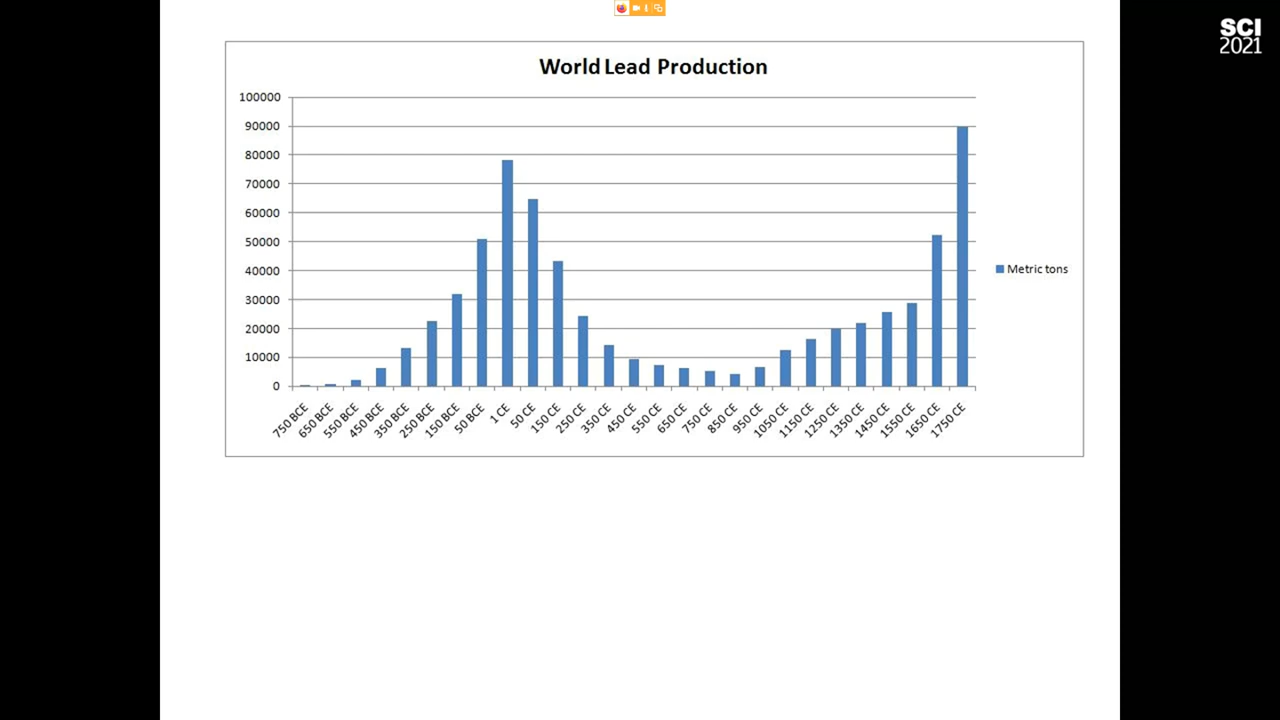 SCI
2021
World Lead Production
100000
90000
80000
70000
60000
50000
40000
30000
20000
10000
0
Metric tons
750 BCE
650 BCE
550 BCE
450 BCE
350 BCE
250 BCE
150 BCE
50 BCE
1 CE
50 CE
150 CE
250 CE
350 CE
450 CE
550 CE
650 CE
750 CE
850 CE
950 CE
1050 CE
1150 CE
1250 CE
1350 CE
1450 CE
1550 CE
1650 CE
1750 CE